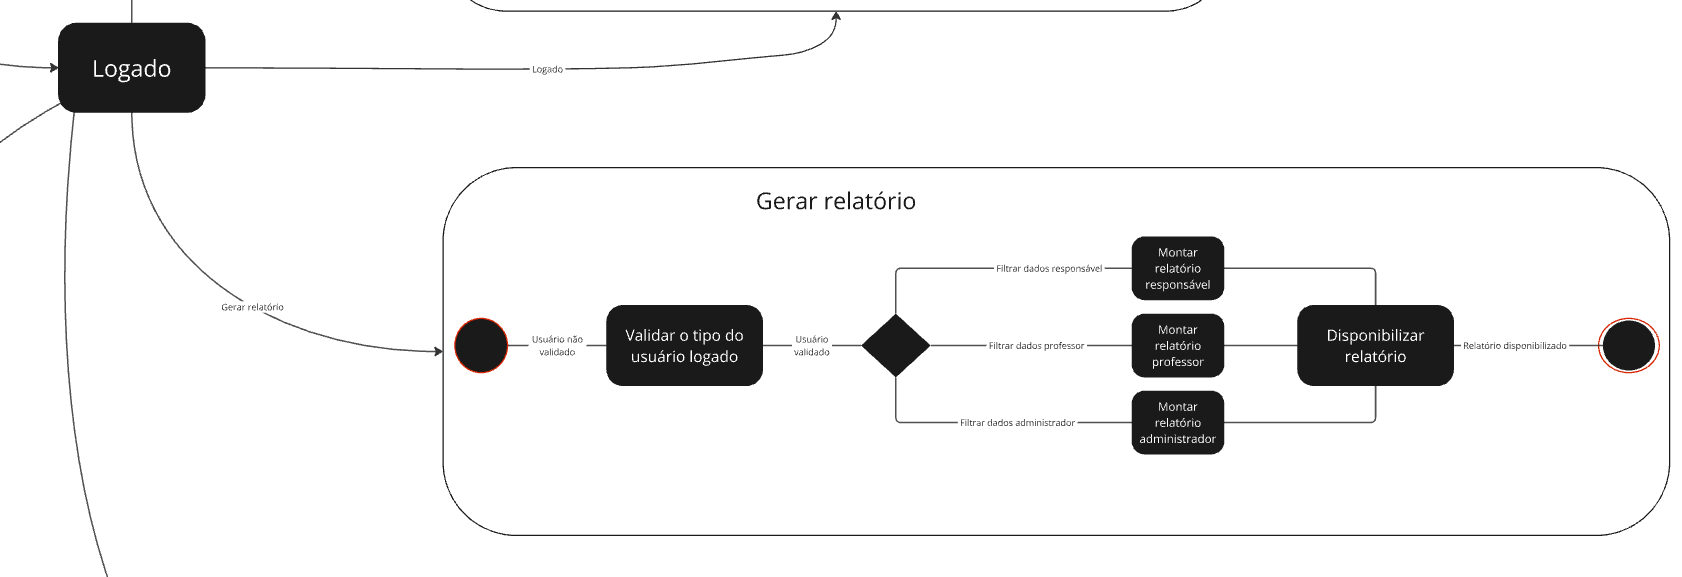 Logado
Logado
Gerar relatório
Gerar relatório
Usuário não
validado
Validar o tipo do
usuário logado
Usuário
validado
Filtrar dados responsável
Montar
relatório
responsável
Filtrar dados professor
Montar
relatório
professor
Filtrar dados administrador
Montar
relatório
administrador
Disponibilizar
relatório
Relatório disponibilizado